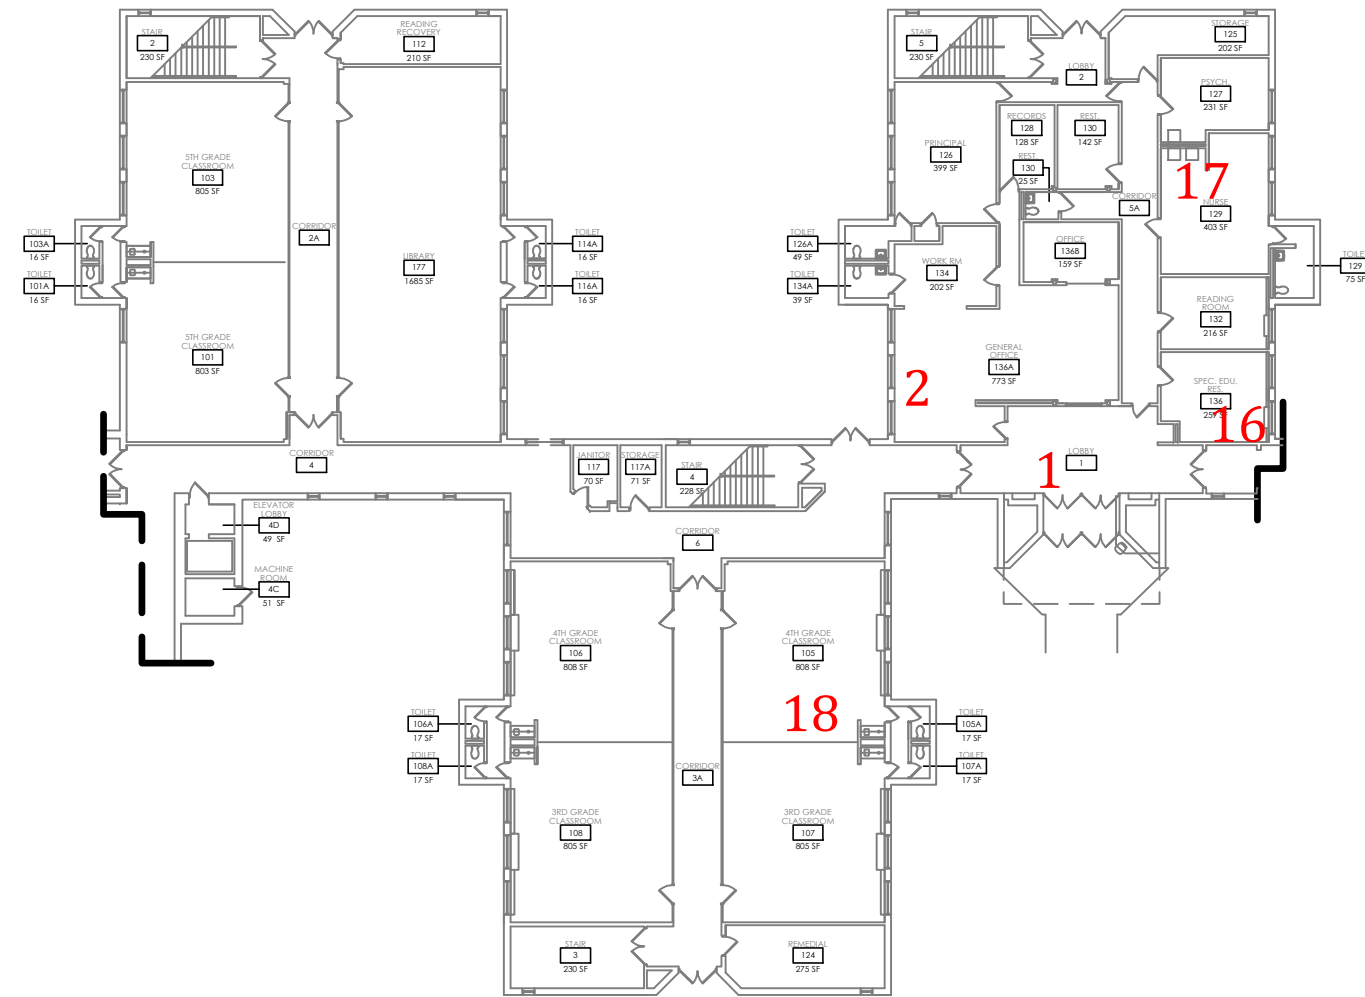 STAIR
2
230 SF
READING
RECOVERY
112
210 SF
5TH GRADE
CLASSROOM
103
805 SF
CORRIDOR
2A
LIBRARY
177
1685 SF
TOILET
103A
16 SF
TOILET
101A
16 SF
TOILET
114A
16 SF
TOILET
116A
16 SF
5TH GRADE
CLASSROOM
101
803 SF
CORRIDOR
4
ELEVATOR
LOBBY
4D
49 SF
MACHINE
ROOM
4C
51 SF
JANITOR
117
70 SF
STORAGE
117A
71 SF
STAIR
4
228 SF
CORRIDOR
6
STAIR
5
230 SF
LOBBY
2
STORAGE
125
202 SF
PSYCH.
127
231 SF
RECORDS
128
128 SF
REST.
130
142 SF
PRINCIPAL
126
399 SF
REST.
130
25 SF
CORRIDOR
5A
17
NURSE
129
403 SF
TOILET
126A
49 SF
TOILET
134A
39 SF
WORK RM
134
202 SF
OFFICE
136B
159 SF
TOILE
129
75 SF
READING
ROOM
132
216 SF
GENERAL
OFFICE
136A
773 SF
2
SPEC. EDU.
RES.
136
16
LOBBY
1
1
4TH GRADE
CLASSROOM
106
808 SF
4TH GRADE
CLASSROOM
105
808 SF
18
TOILET
106A
17 SF
TOILET
108A
17 SF
TOILET
105A
17 SF
TOILET
107A
17 SF
CORRIDOR
3A
3RD GRADE
CLASSROOM
108
805 SF
3RD GRADE
CLASSROOM
107
805 SF
STAIR
3
230 SF
REMEDIAL
124
275 SF